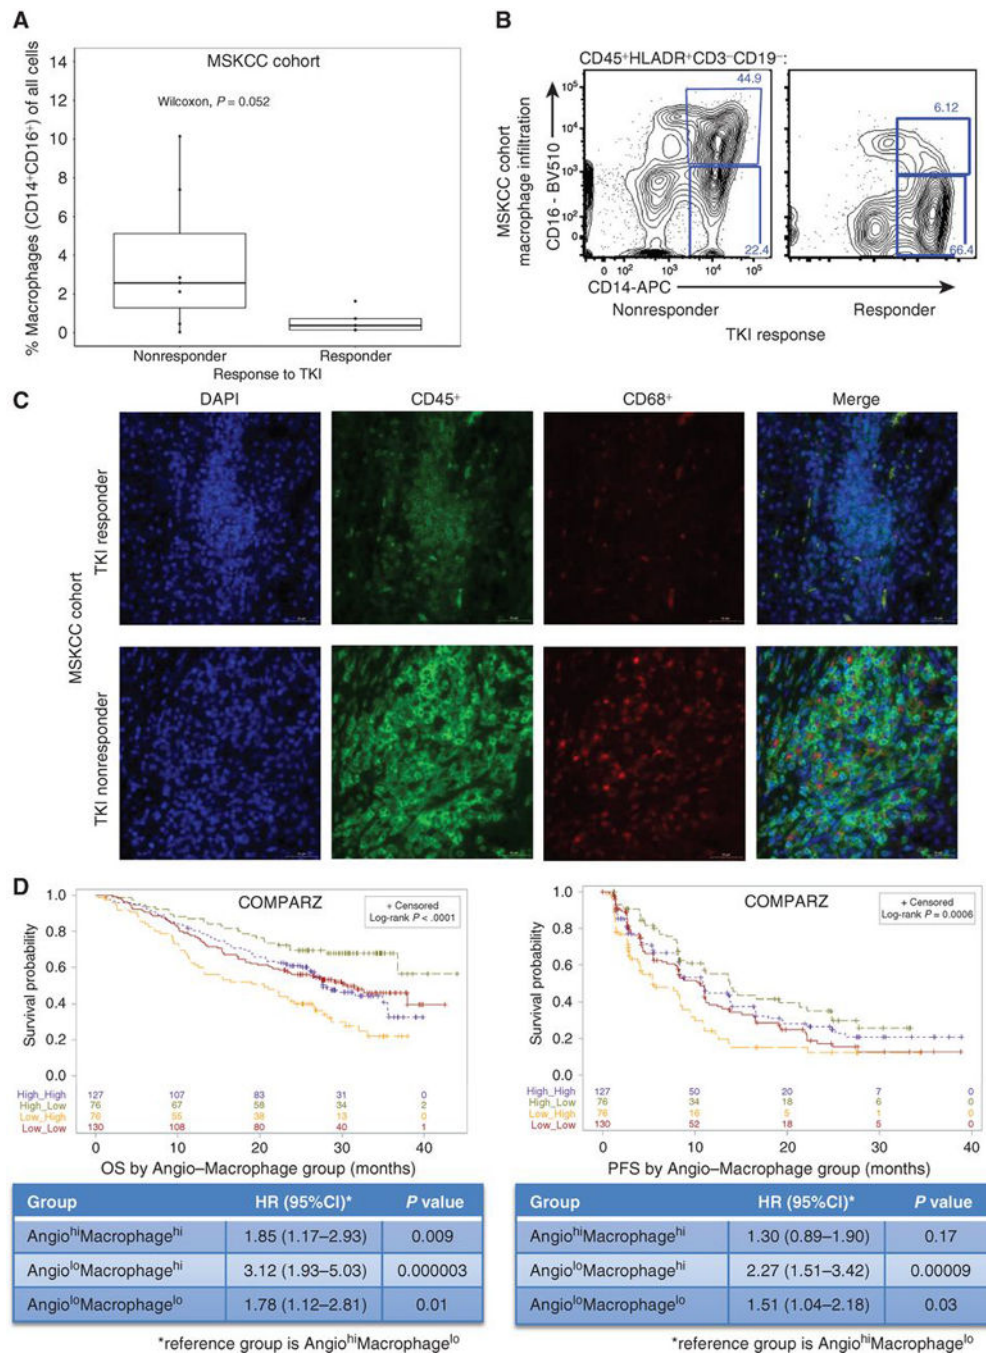 A
MSKCC cohort
Wilcoxon, P = 0.052
% Macrophages (CD14+CD16+) of all cells
14
12
10
8
6
4
2
0
Nonresponder Responder
Response to TKI
B
CD45+HLADR+CD3−CD19−:
MSKCC cohort
macrophage infiltration
CD16 - BV510
10⁵
10⁴
10³
10²
0
44.9
22.4
6.12
66.4
0 10² 10³ 10⁴ 10⁵
CD14-APC
Nonresponder Responder
TKI response
C
DAPI CD45+ CD68+ Merge
MSKCC cohort
TKI responder
TKI nonresponder
D
COMPARZ
+ Censored
Log-rank P < .0001
Survival probability
1.0
0.8
0.6
0.4
0.2
0.0
High_High 127 107 83 31 0
High_Low 76 67 58 34 2
Low_High 76 55 38 13 0
Low_Low 130 108 80 40 1
0 10 20 30 40
OS by Angio–Macrophage group (months)
Group HR (95%CI)* P value
AngiohiMacrophagehi 1.85 (1.17–2.93) 0.009
AngioloMacrophagehi 3.12 (1.93–5.03) 0.000003
AngioloMacrophagelo 1.78 (1.12–2.81) 0.01
*reference group is AngiohiMacrophagelo
COMPARZ
+ Censored
Log-rank P = 0.0006
Survival probability
1.0
0.8
0.6
0.4
0.2
0.0
High_High 127 50 20 7 0
High_Low 76 34 18 6 0
Low_High 76 16 5 1 0
Low_Low 130 52 18 5 0
0 10 20 30 40
PFS by Angio–Macrophage group (months)
Group HR (95%CI)* P value
AngiohiMacrophagehi 1.30 (0.89–1.90) 0.17
AngioloMacrophagehi 2.27 (1.51–3.42) 0.00009
AngioloMacrophagelo 1.51 (1.04–2.18) 0.03
*reference group is AngiohiMacrophagelo